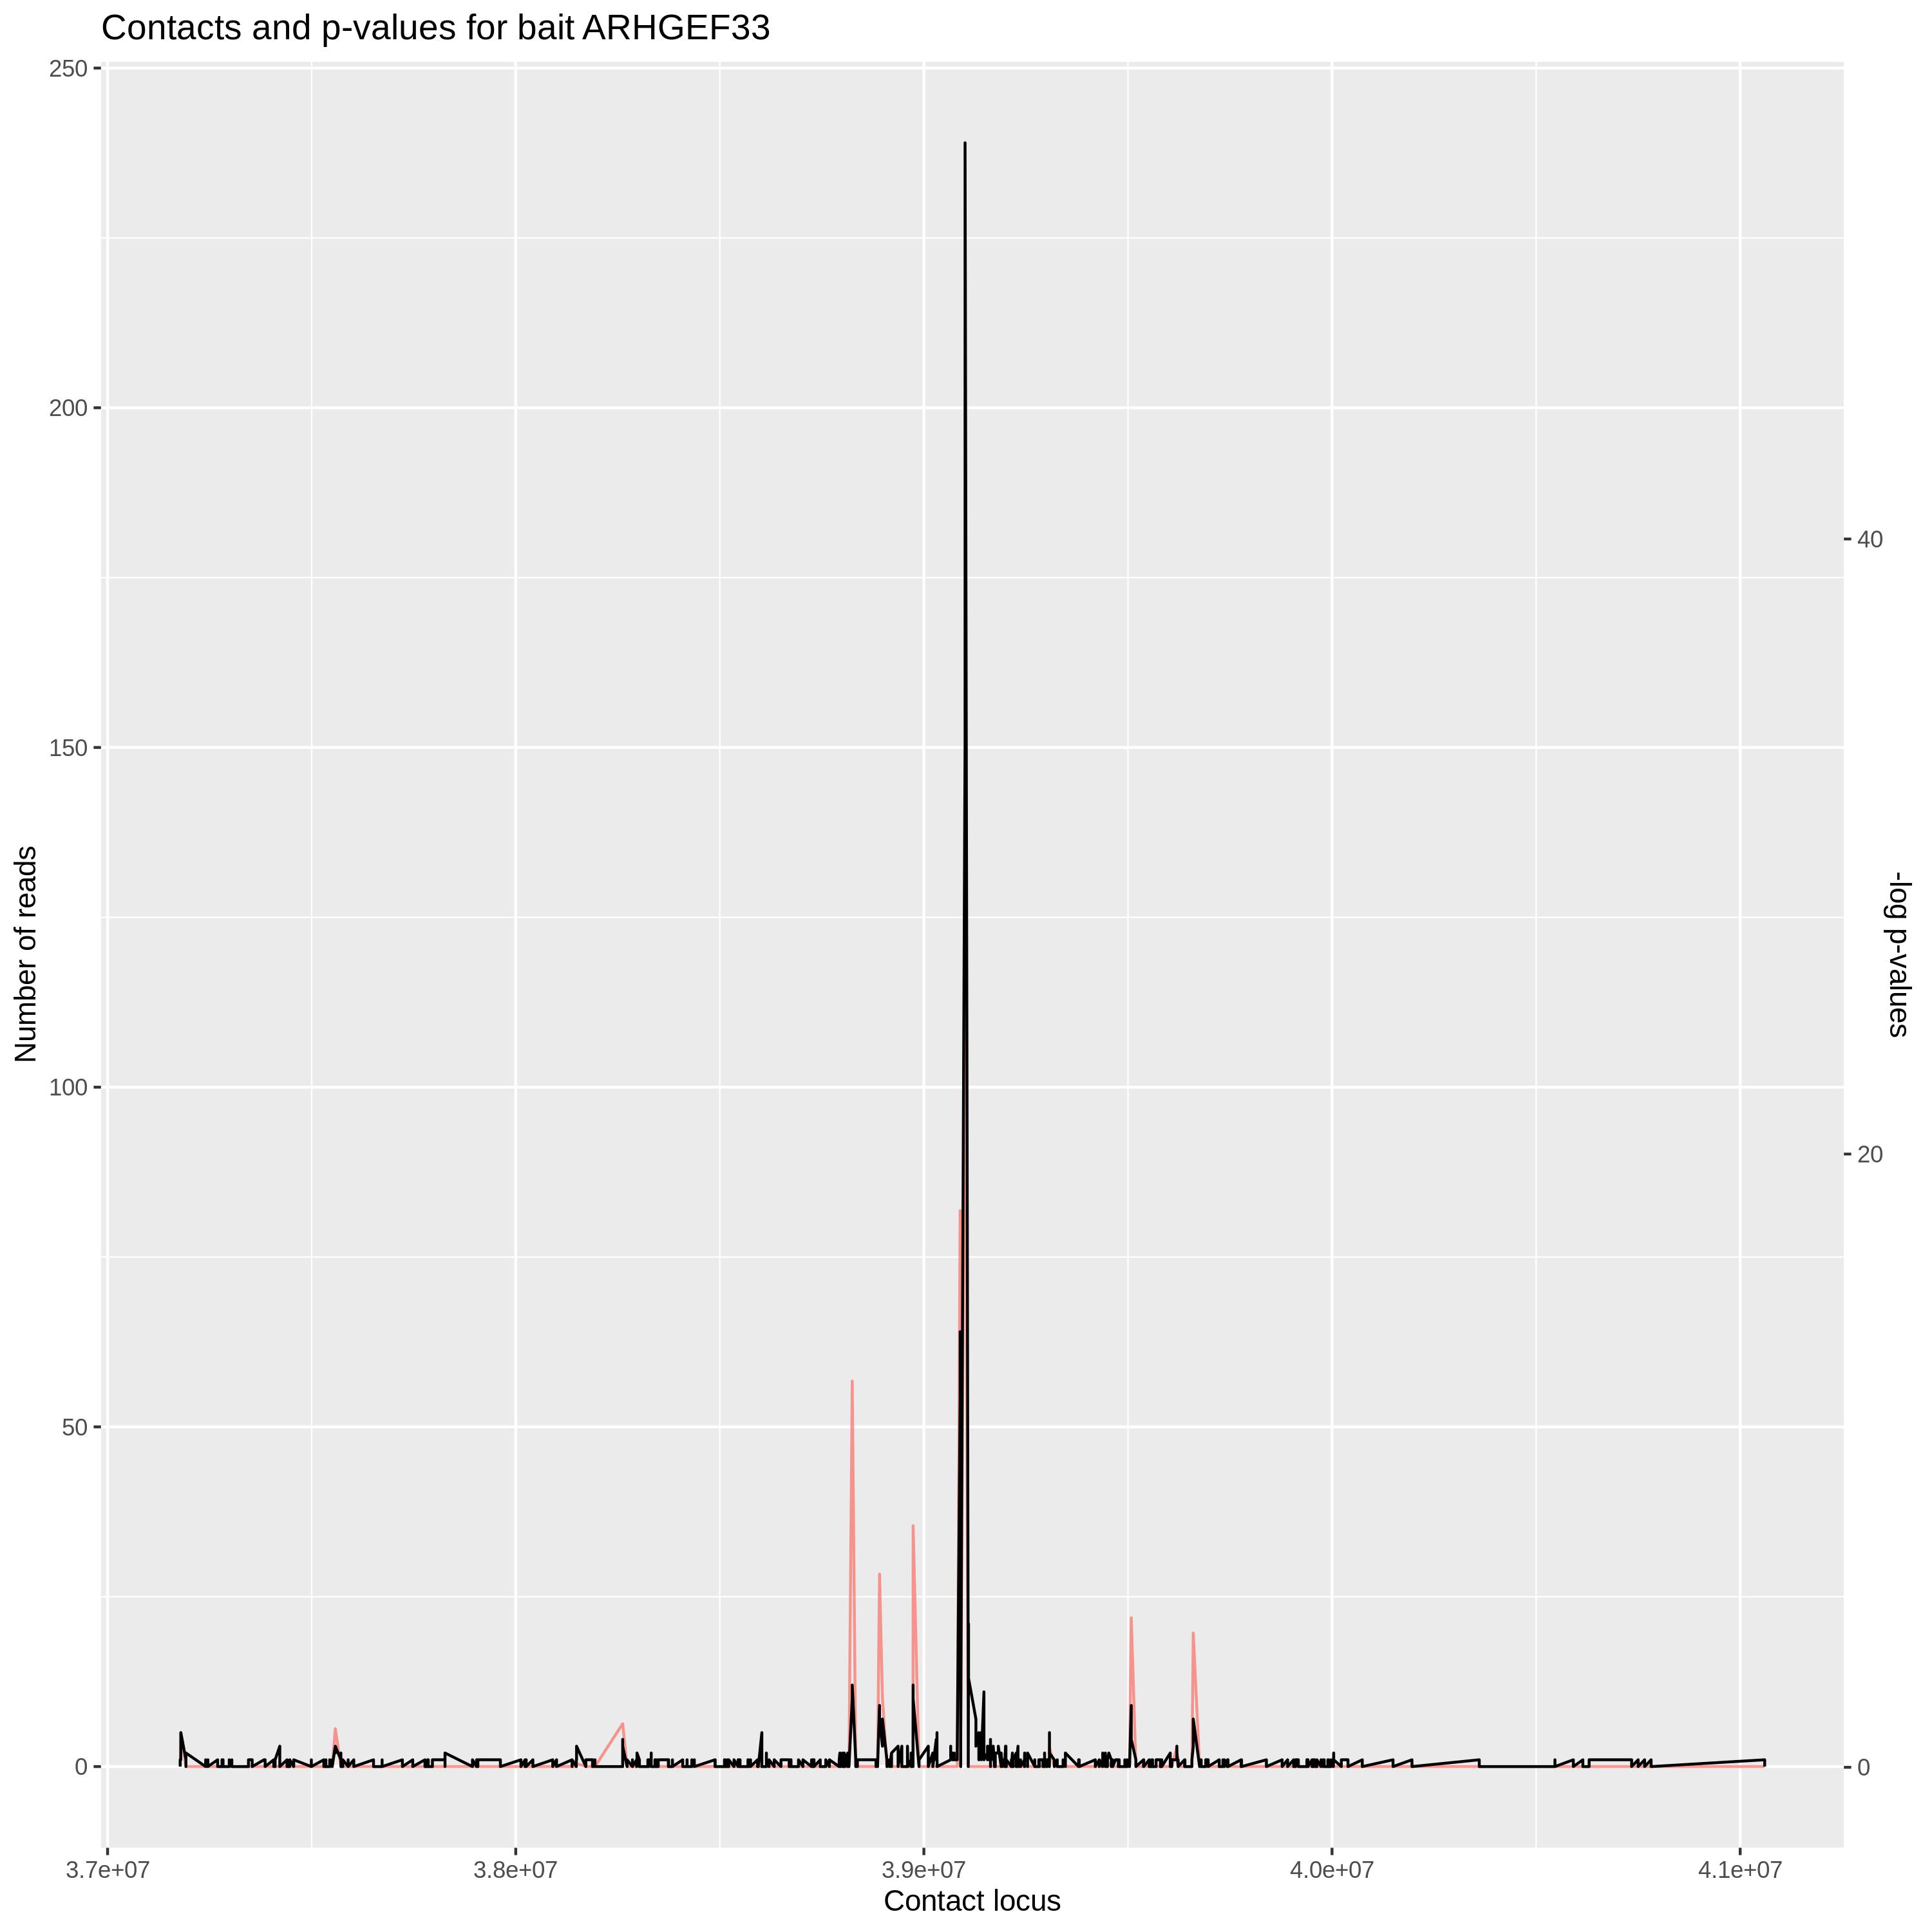 Contacts and p-values for bait ARHGEF33
250
200
150
100
50
0
Number of reads
40
20
0
-log p-values
3.7e+07
3.8e+07
3.9e+07
4.0e+07
4.1e+07
Contact locus